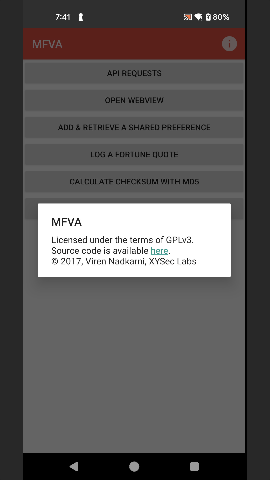 7:41
80%
MFVA
API REQUESTS
OPEN WEBVIEW
ADD & RETRIEVE A SHARED PREFERENCE
LOG A FORTUNE QUOTE
CALCULATE CHECKSUM WITH MD5
MFVA
Licensed under the terms of GPLv3.
Source code is available here.
© 2017, Viren Nadkarni, XYSec Labs